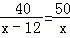 40/(x − 12) = 50/x